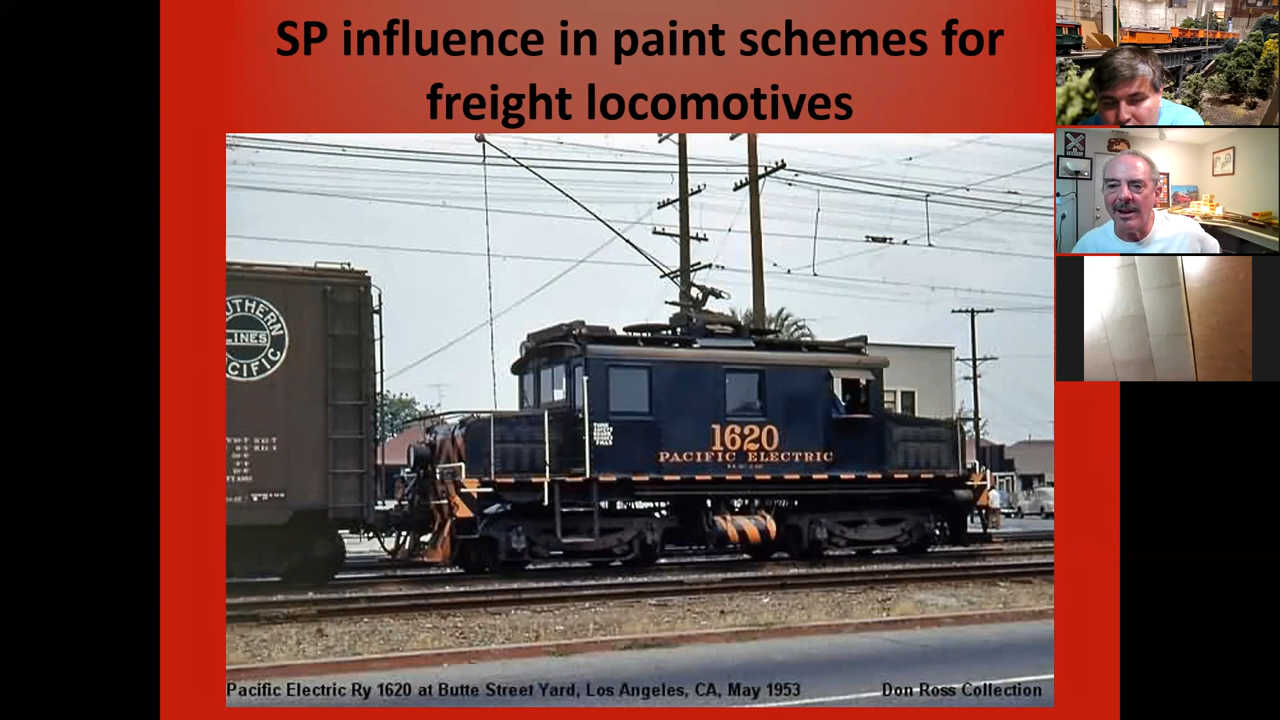 SP influence in paint schemes for
freight locomotives
UTHERN
LINES
CIFIC
1620
PACIFIC ELECTRIC
Pacific Electric Ry 1620 at Butte Street Yard, Los Angeles, CA, May 1953
Don Ross Collection